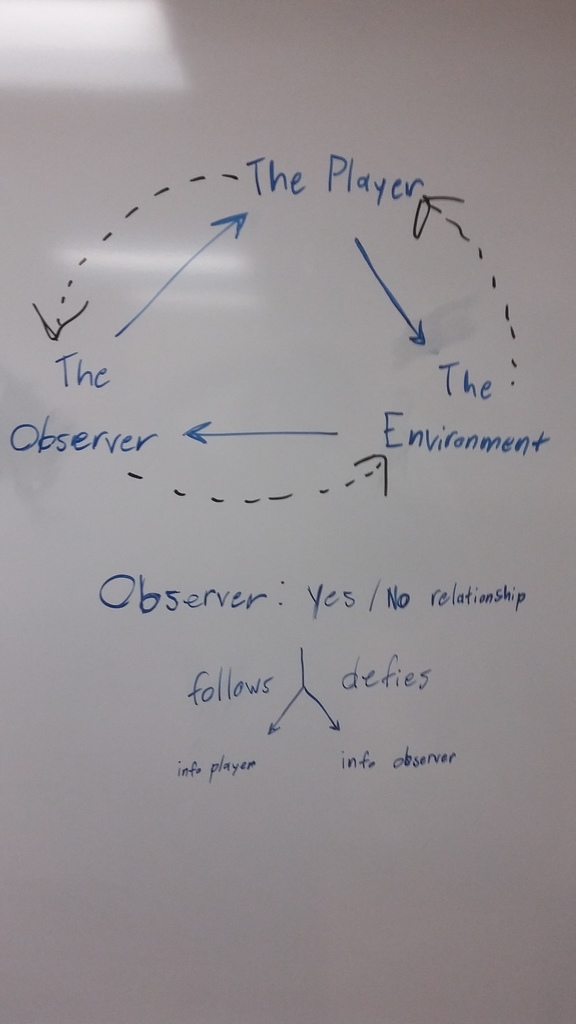 The Player
The
Observer
The
Environment
Observer: Yes / No relationship
follows defies
info player info observer